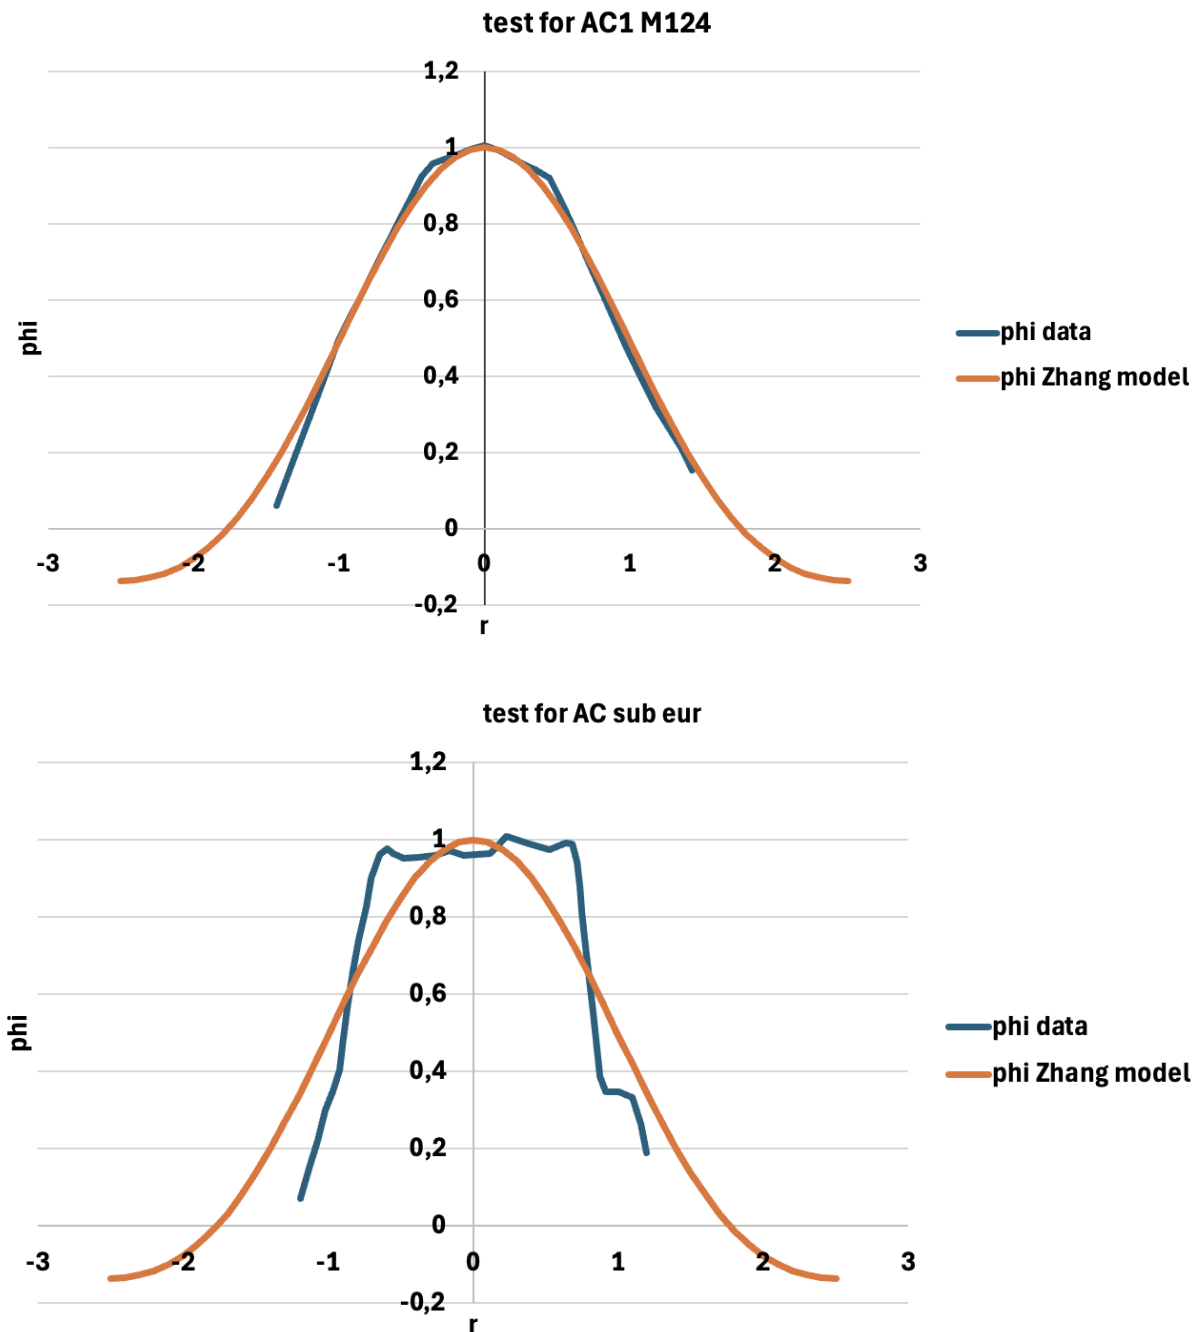 test for AC1 M124
1,2
1
0,8
0,6
0,4
0,2
0
-0,2
-3 -2 -1 0 1 2 3
phi
r
phi data
phi Zhang model
test for AC sub eur
1,2
1
0,8
0,6
0,4
0,2
0
-0,2
-3 -2 -1 0 1 2 3
phi
r
phi data
phi Zhang model